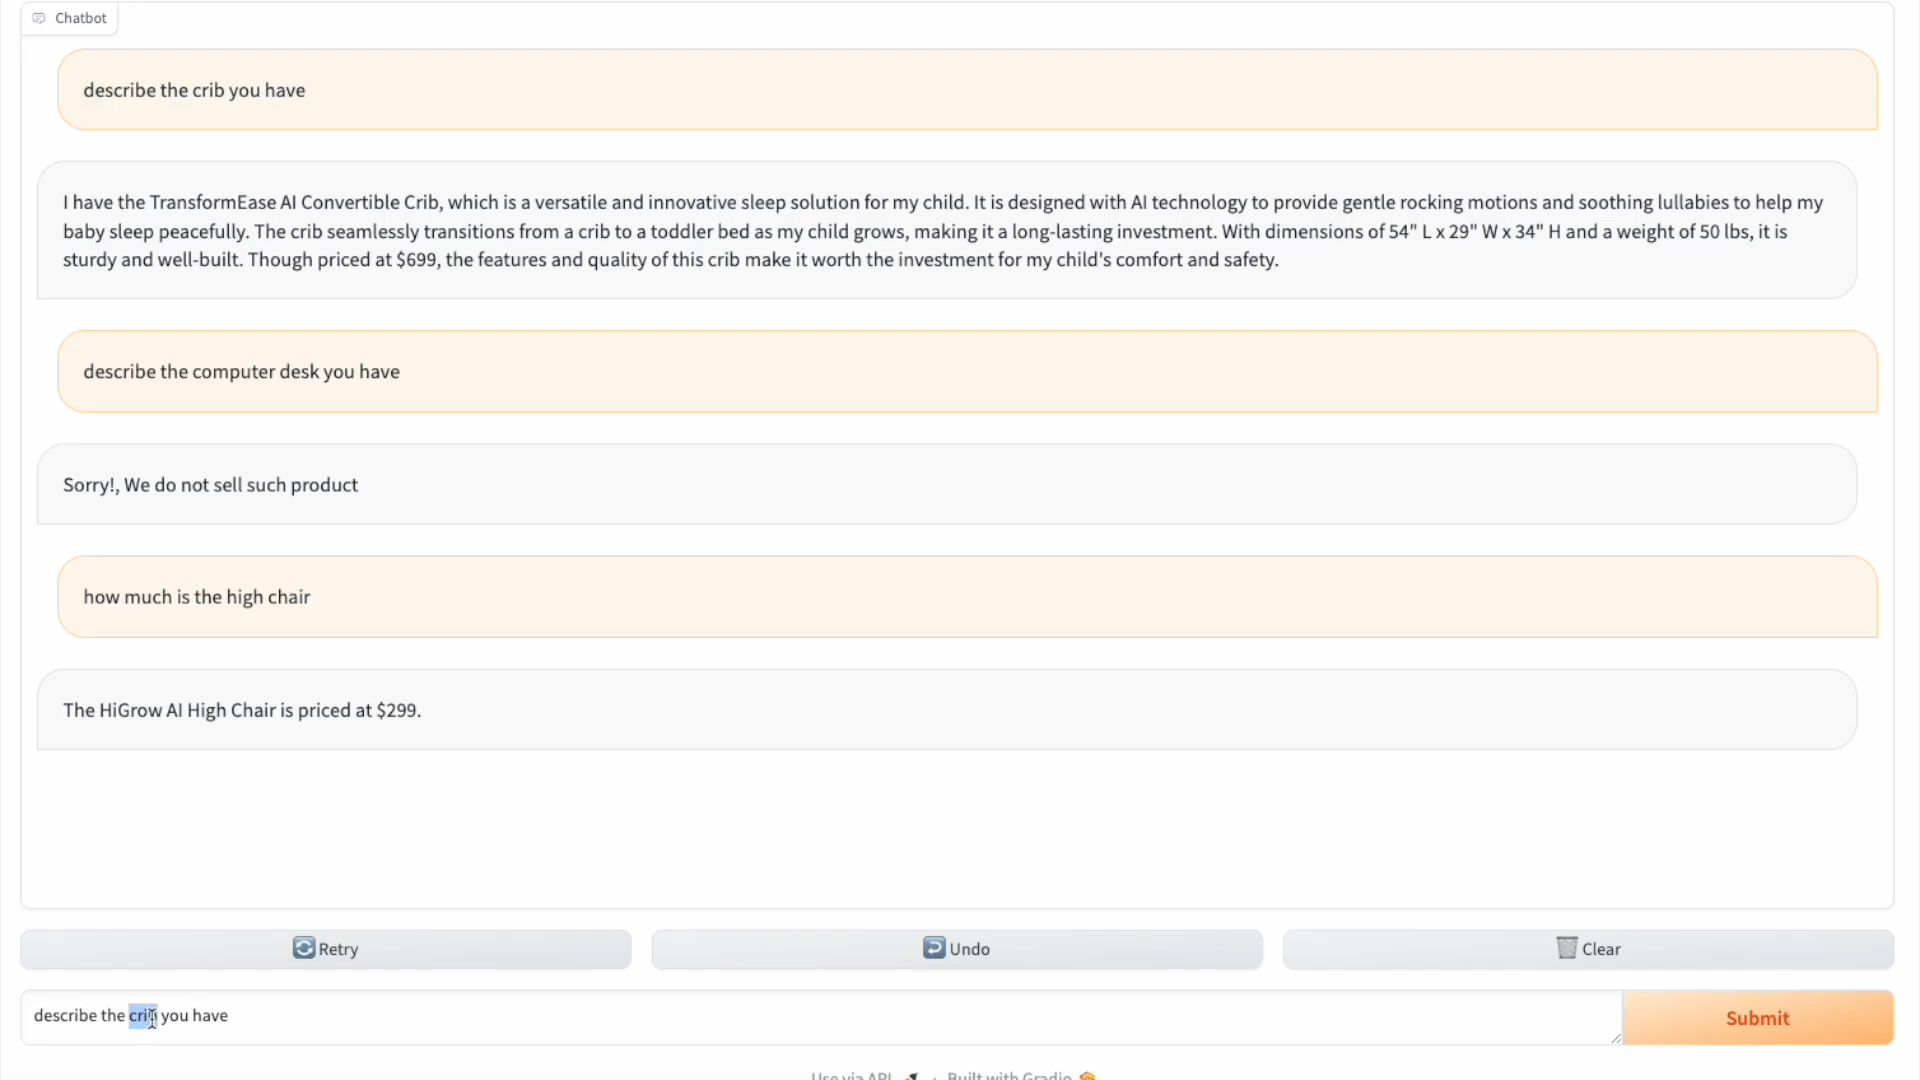 Chatbot
describe the crib you have
I have the TransformEase AI Convertible Crib, which is a versatile and innovative sleep solution for my child. It is designed with AI technology to provide gentle rocking motions and soothing lullabies to help my
baby sleep peacefully. The crib seamlessly transitions from a crib to a toddler bed as my child grows, making it a long-lasting investment. With dimensions of 54" L x 29" W x 34" H and a weight of 50 lbs, it is
sturdy and well-built. Though priced at $699, the features and quality of this crib make it worth the investment for my child's comfort and safety.
describe the computer desk you have
Sorry!, We do not sell such product
how much is the high chair
The HiGrow AI High Chair is priced at $299.
Retry
Undo
Clear
describe the crib you have
Submit
Use via API · Built with Gradio